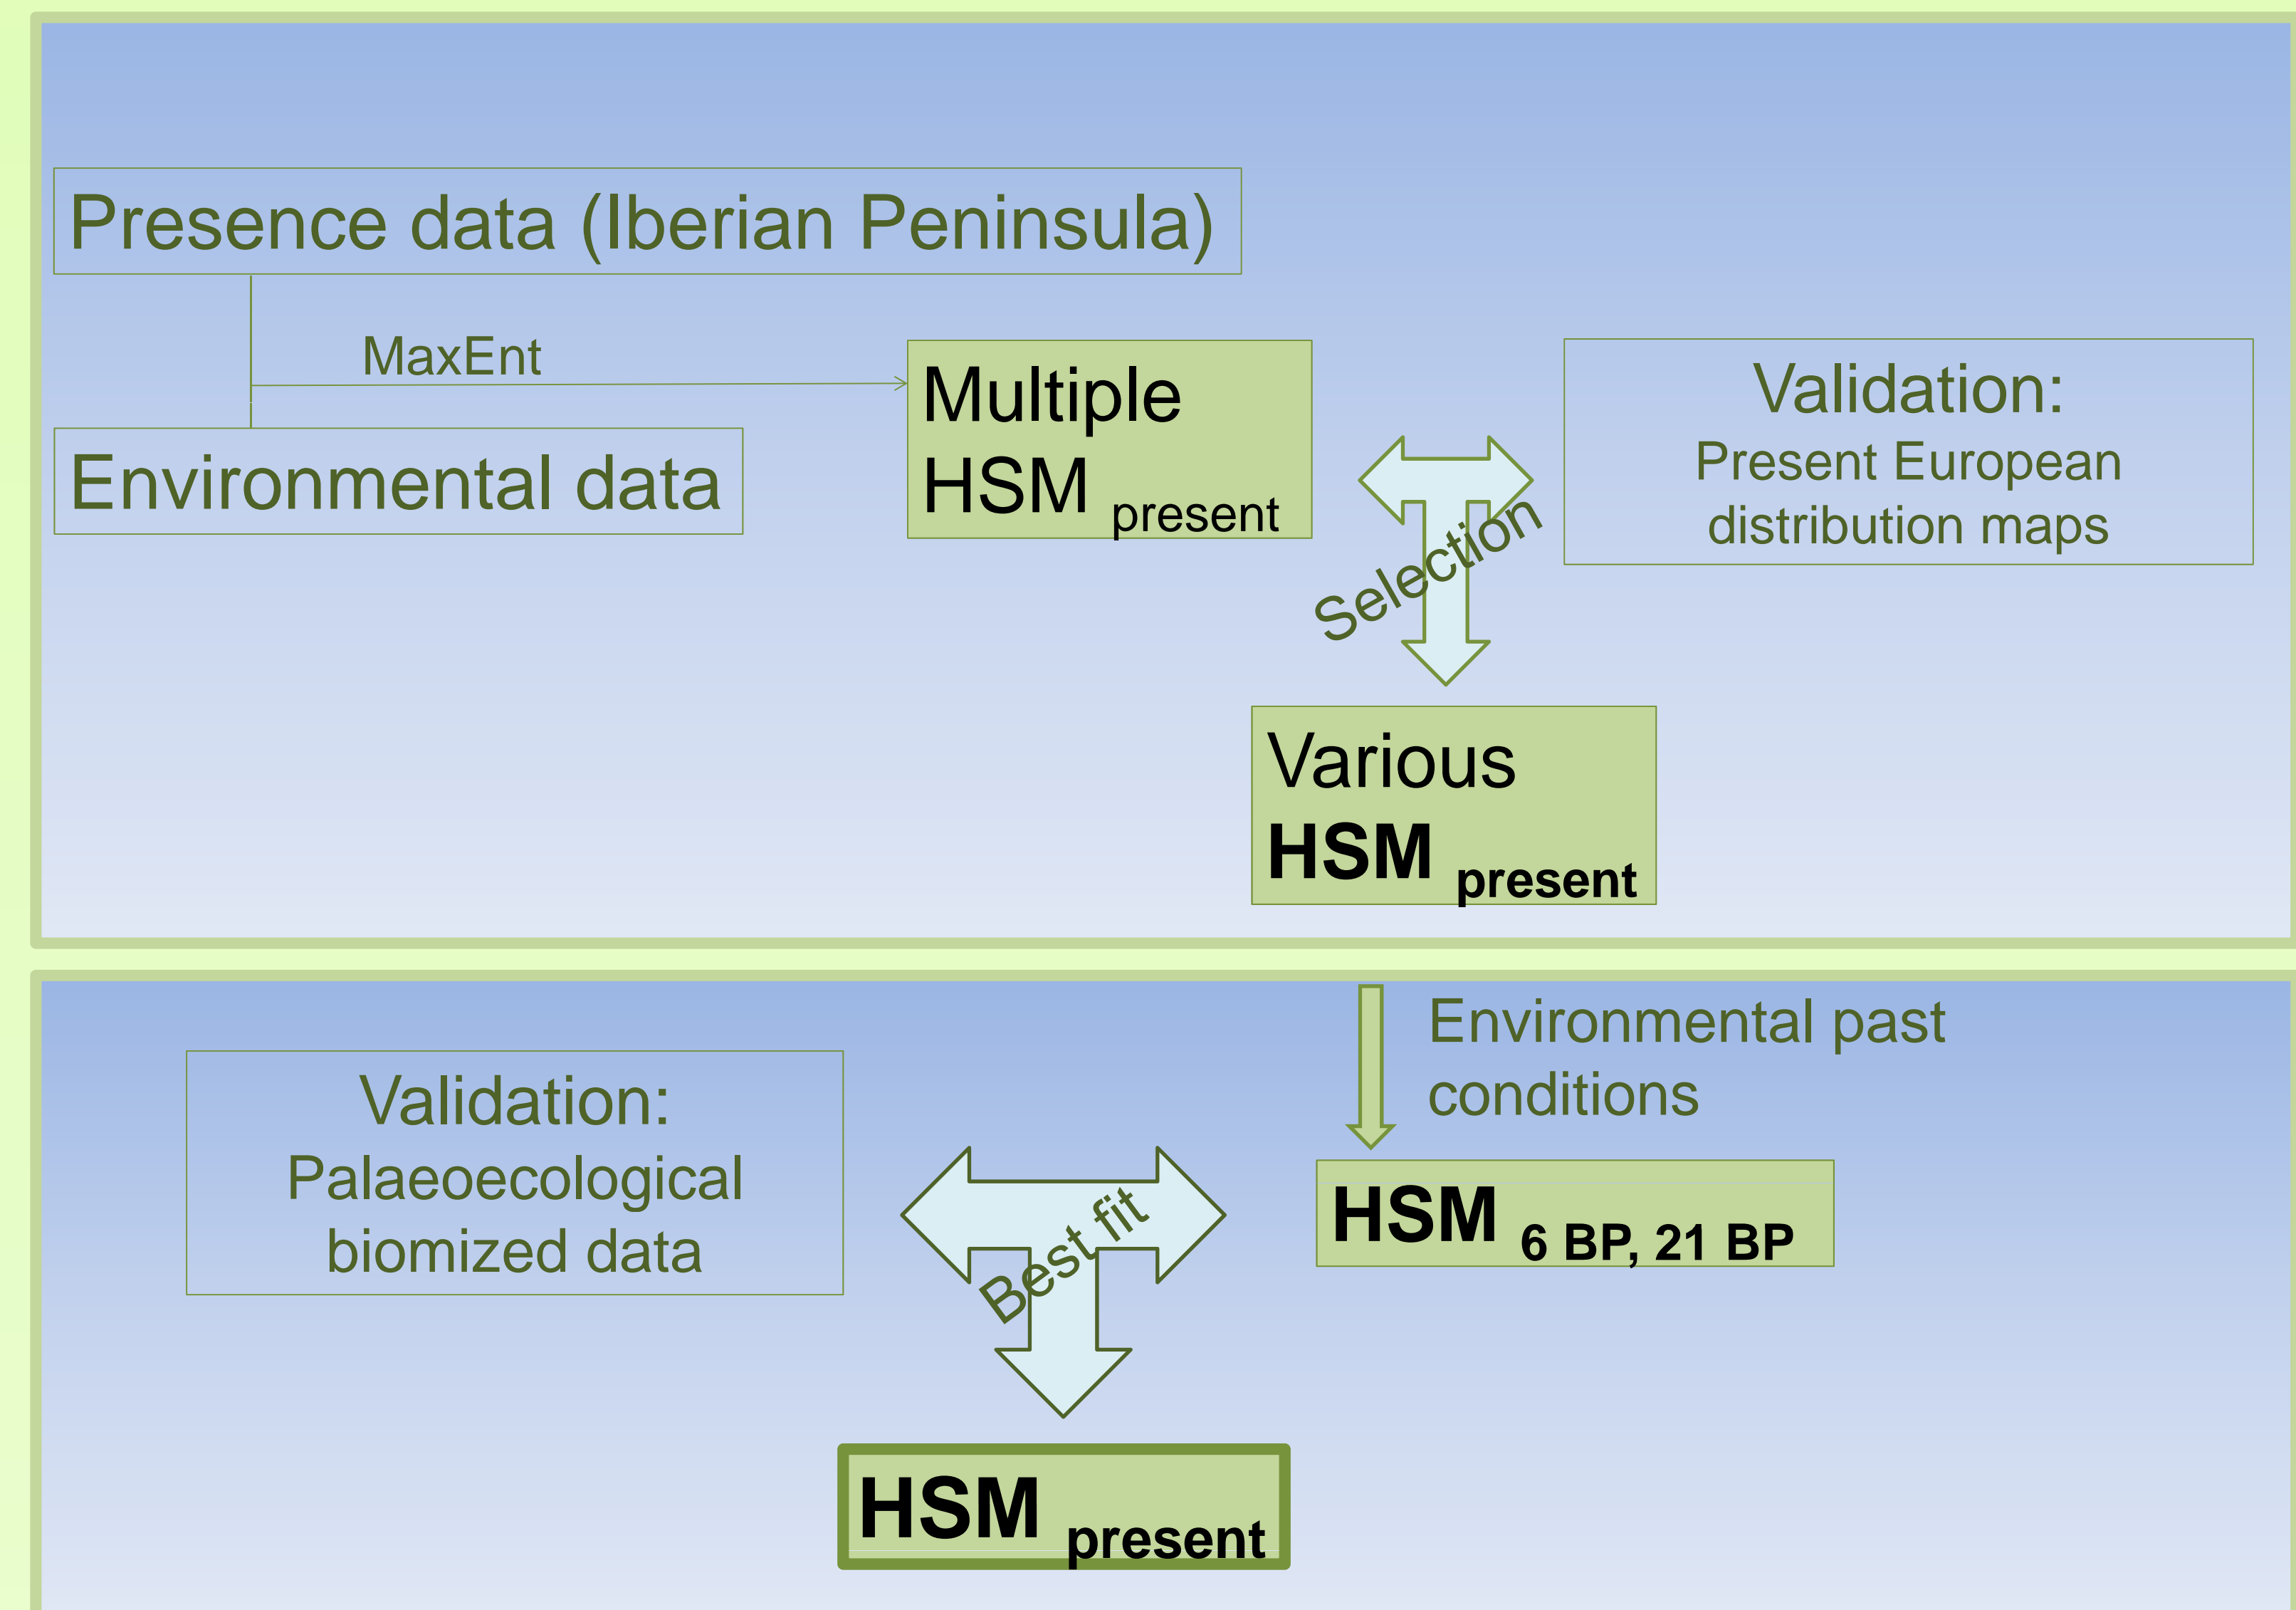 Presence data (Iberian Peninsula)
MaxEnt
Environmental data
Multiple
HSM present
Validation:
Present European
distribution maps
Selection
Various
HSM present
Environmental past
conditions
Validation:
Palaeoecological
biomized data
Best fit
HSM 6 BP, 21 BP
HSM present